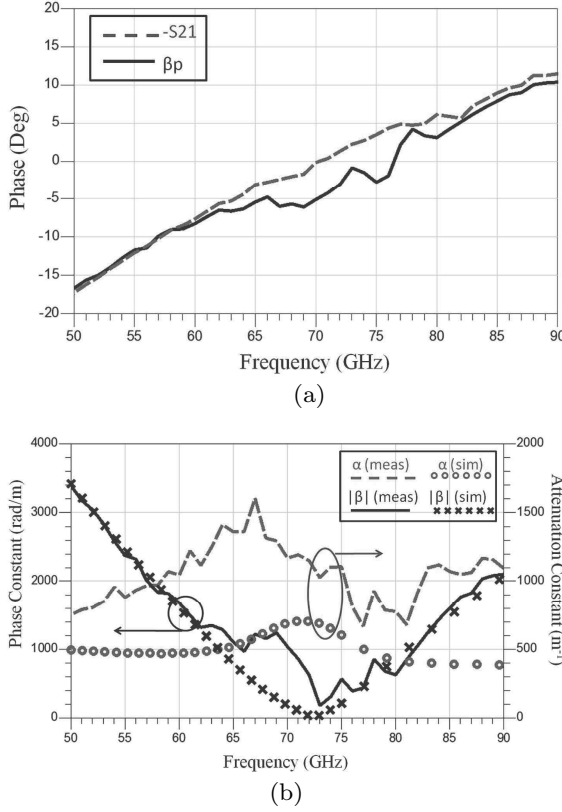 -S21
βp
Phase (Deg)
20
15
10
5
0
-5
-10
-15
-20
50 55 60 65 70 75 80 85 90
Frequency (GHz)
(a)
α (meas) α (sim)
|β| (meas) |β| (sim)
Phase Constant (rad/m)
4000
3000
2000
1000
0
2000
1500
1000
500
0
Attenuation Constant (m⁻¹)
50 55 60 65 70 75 80 85 90
Frequency (GHz)
(b)